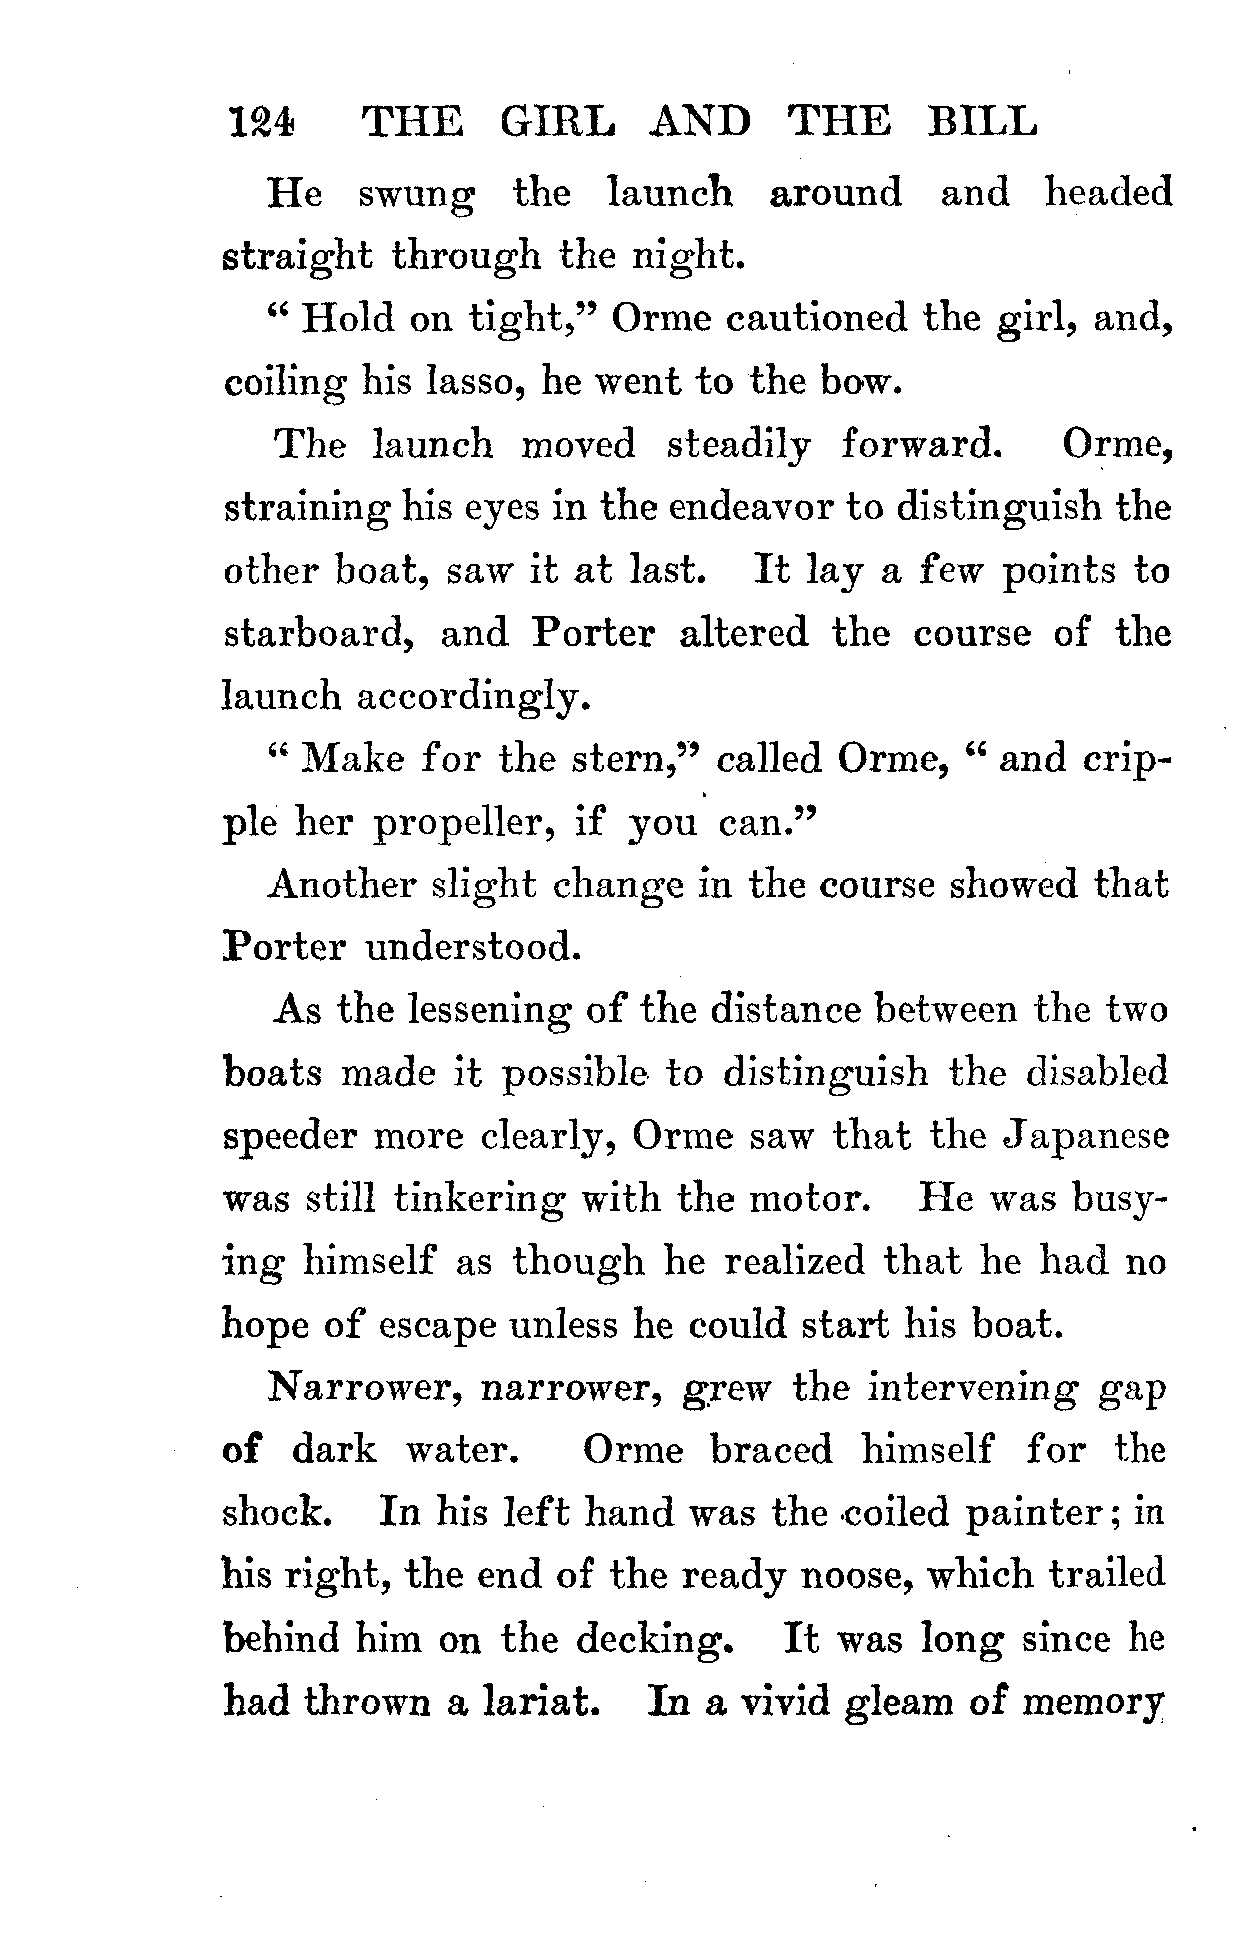 124 THE GIRL AND THE BILL
He swung the launch around and headed
straight through the night.
“ Hold on tight,” Orme cautioned the girl, and,
coiling his lasso, he went to the bow.
The launch moved steadily forward. Orme,
straining his eyes in the endeavor to distinguish the
other boat, saw it at last. It lay a few points to
starboard, and Porter altered the course of the
launch accordingly.
“ Make for the stern,” called Orme, “ and crip-
ple her propeller, if you can.”
Another slight change in the course showed that
Porter understood.
As the lessening of the distance between the two
boats made it possible to distinguish the disabled
speeder more clearly, Orme saw that the Japanese
was still tinkering with the motor. He was busy-
ing himself as though he realized that he had no
hope of escape unless he could start his boat.
Narrower, narrower, grew the intervening gap
of dark water. Orme braced himself for the
shock. In his left hand was the coiled painter; in
his right, the end of the ready noose, which trailed
behind him on the decking. It was long since he
had thrown a lariat. In a vivid gleam of memory